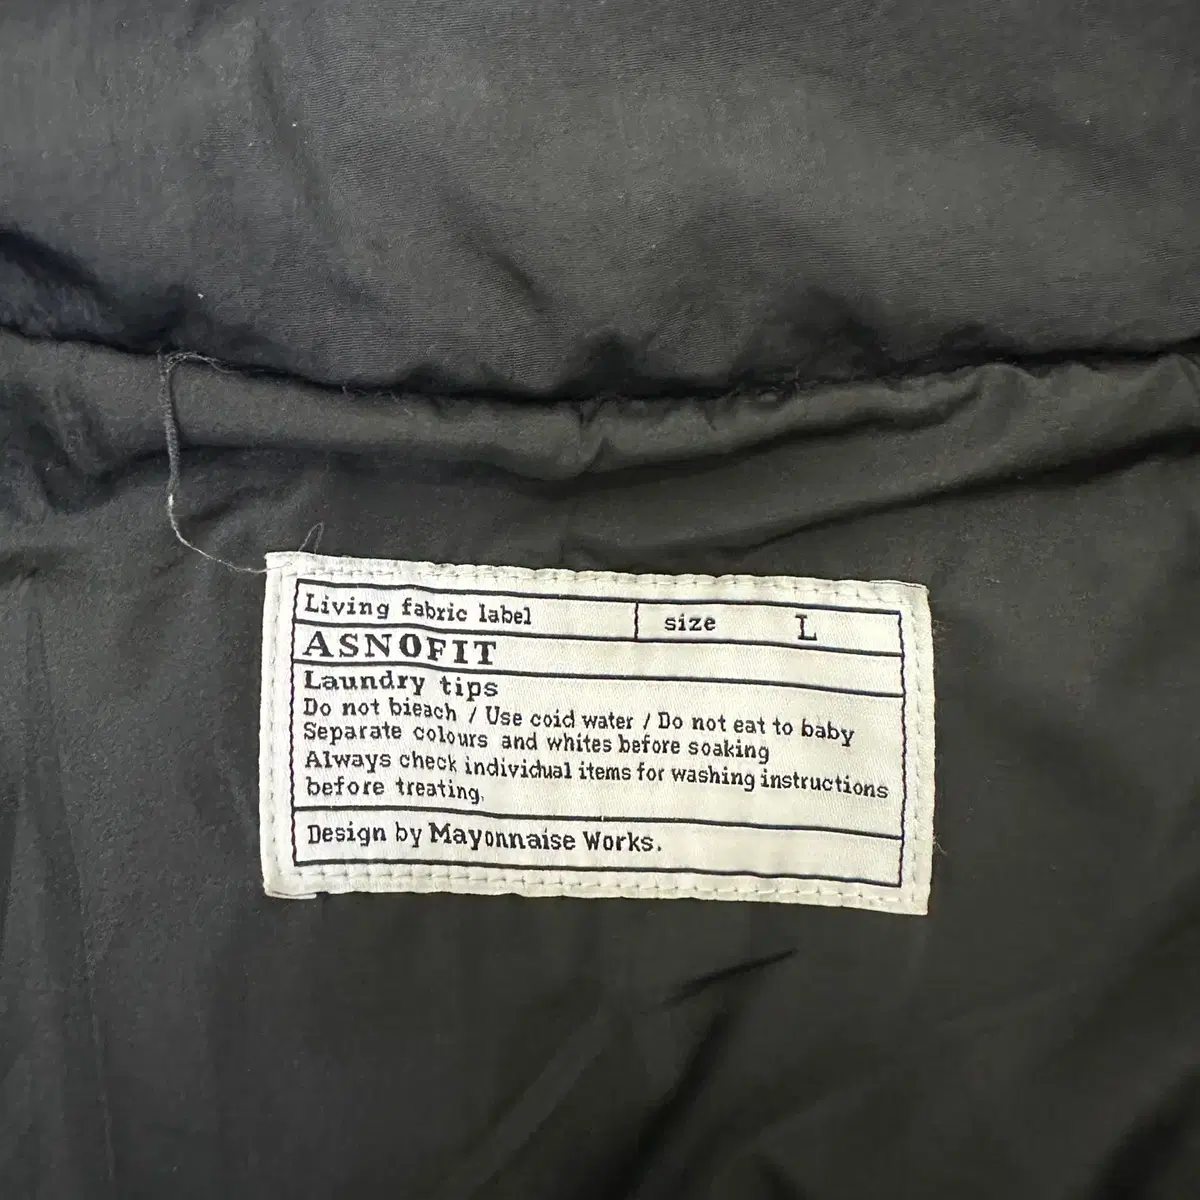 Living fabric label size L
ASNOFIT
Laundry tips
Do not bieach / Use coid water / Do not eat to baby
Separate colours and whites before soaking
Always check individual items for washing instructions
before treating.
Design by Mayonnaise Works.